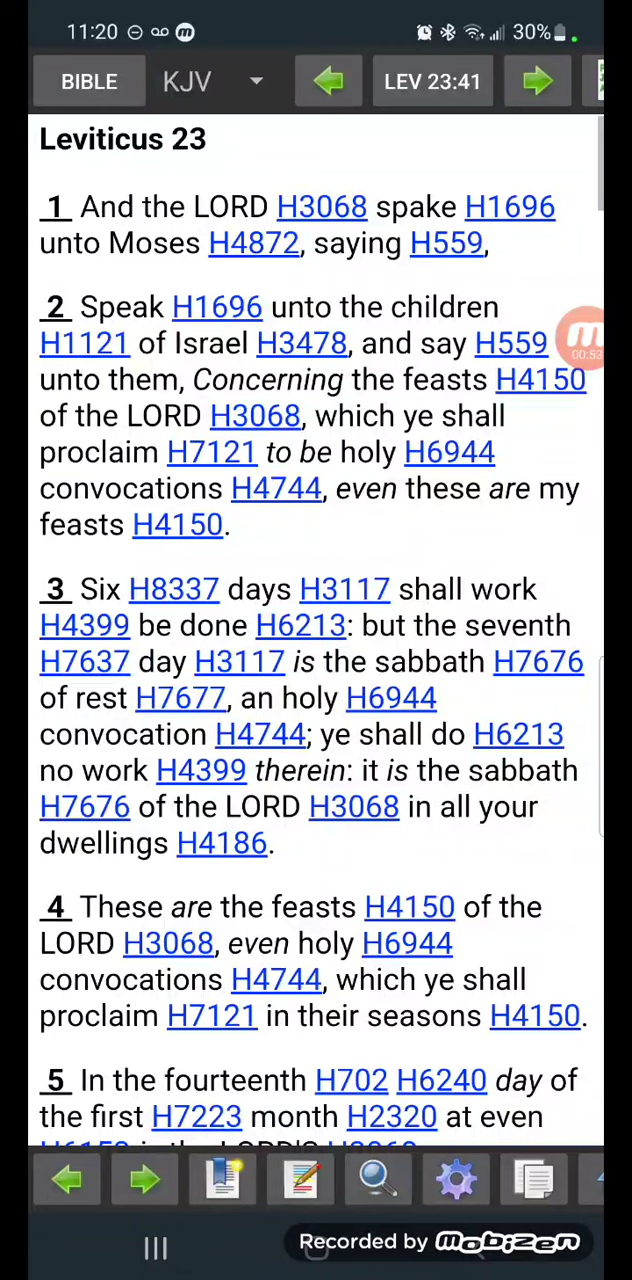 11:20 30%
BIBLE KJV LEV 23:41
Leviticus 23
1 And the LORD H3068 spake H1696
unto Moses H4872, saying H559,
2 Speak H1696 unto the children
H1121 of Israel H3478, and say H559
00:53
unto them, Concerning the feasts H4150
of the LORD H3068, which ye shall
proclaim H7121 to be holy H6944
convocations H4744, even these are my
feasts H4150.
3 Six H8337 days H3117 shall work
H4399 be done H6213: but the seventh
H7637 day H3117 is the sabbath H7676
of rest H7677, an holy H6944
convocation H4744; ye shall do H6213
no work H4399 therein: it is the sabbath
H7676 of the LORD H3068 in all your
dwellings H4186.
4 These are the feasts H4150 of the
LORD H3068, even holy H6944
convocations H4744, which ye shall
proclaim H7121 in their seasons H4150.
5 In the fourteenth H702 H6240 day of
the first H7223 month H2320 at even
Recorded by mobizen